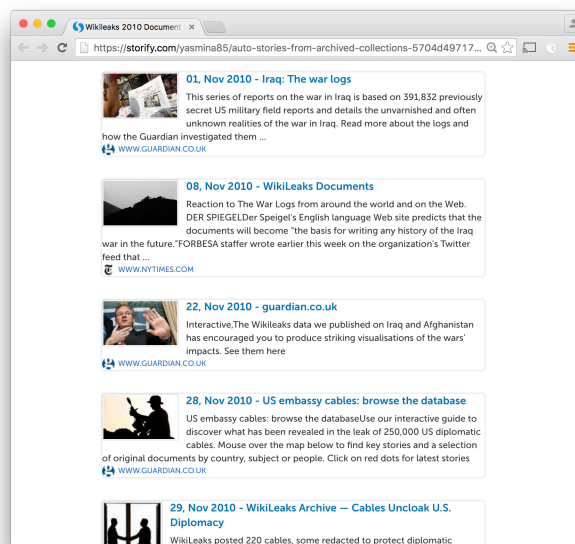 Wikileaks 2010 Document
https://storify.com/yasmina85/auto-stories-from-archived-collections-5704d49717...
01, Nov 2010 - Iraq: The war logs
This series of reports on the war in Iraq is based on 391,832 previously
secret US military field reports and details the unvarnished and often
unknown realities of the war in Iraq. Read more about the logs and
how the Guardian investigated them ...
WWW.GUARDIAN.CO.UK
08, Nov 2010 - WikiLeaks Documents
Reaction to The War Logs from around the world and on the Web.
DER SPIEGELDer Speigel's English language Web site predicts that the
documents will become "the basis for writing any history of the Iraq
war in the future."FORBESA staffer wrote earlier this week on the organization's Twitter
feed that ...
WWW.NYTIMES.COM
22, Nov 2010 - guardian.co.uk
Interactive,The Wikileaks data we published on Iraq and Afghanistan
has encouraged you to produce striking visualisations of the wars'
impacts. See them here
WWW.GUARDIAN.CO.UK
28, Nov 2010 - US embassy cables: browse the database
US embassy cables: browse the databaseUse our interactive guide to
discover what has been revealed in the leak of 250,000 US diplomatic
cables. Mouse over the map below to find key stories and a selection
of original documents by country, subject or people. Click on red dots for latest stories
WWW.GUARDIAN.CO.UK
29, Nov 2010 - WikiLeaks Archive — Cables Uncloak U.S.
Diplomacy
WikiLeaks posted 220 cables, some redacted to protect diplomatic